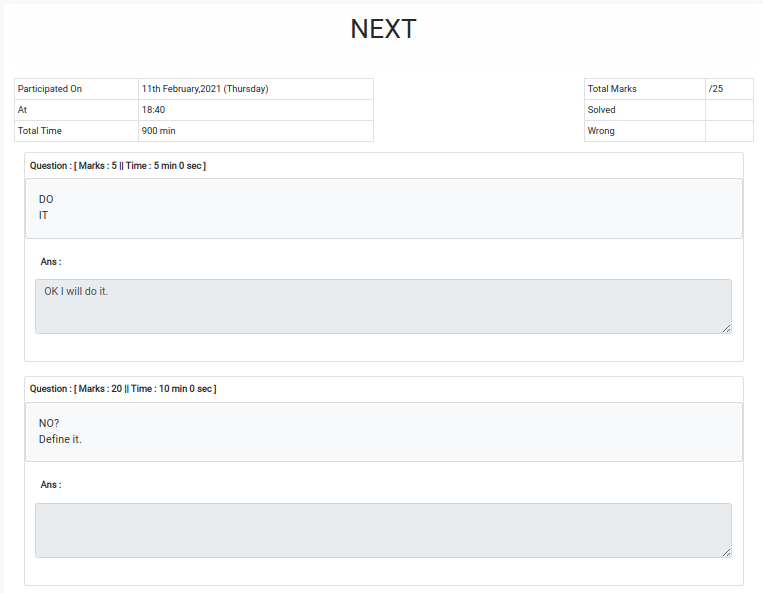 NEXT
Participated On 11th February,2021 (Thursday)
At 18:40
Total Time 900 min
Total Marks /25
Solved
Wrong
Question : [ Marks : 5 || Time : 5 min 0 sec ]
DO
IT
Ans :
OK I will do it.
Question : [ Marks : 20 || Time : 10 min 0 sec ]
NO?
Define it.
Ans :